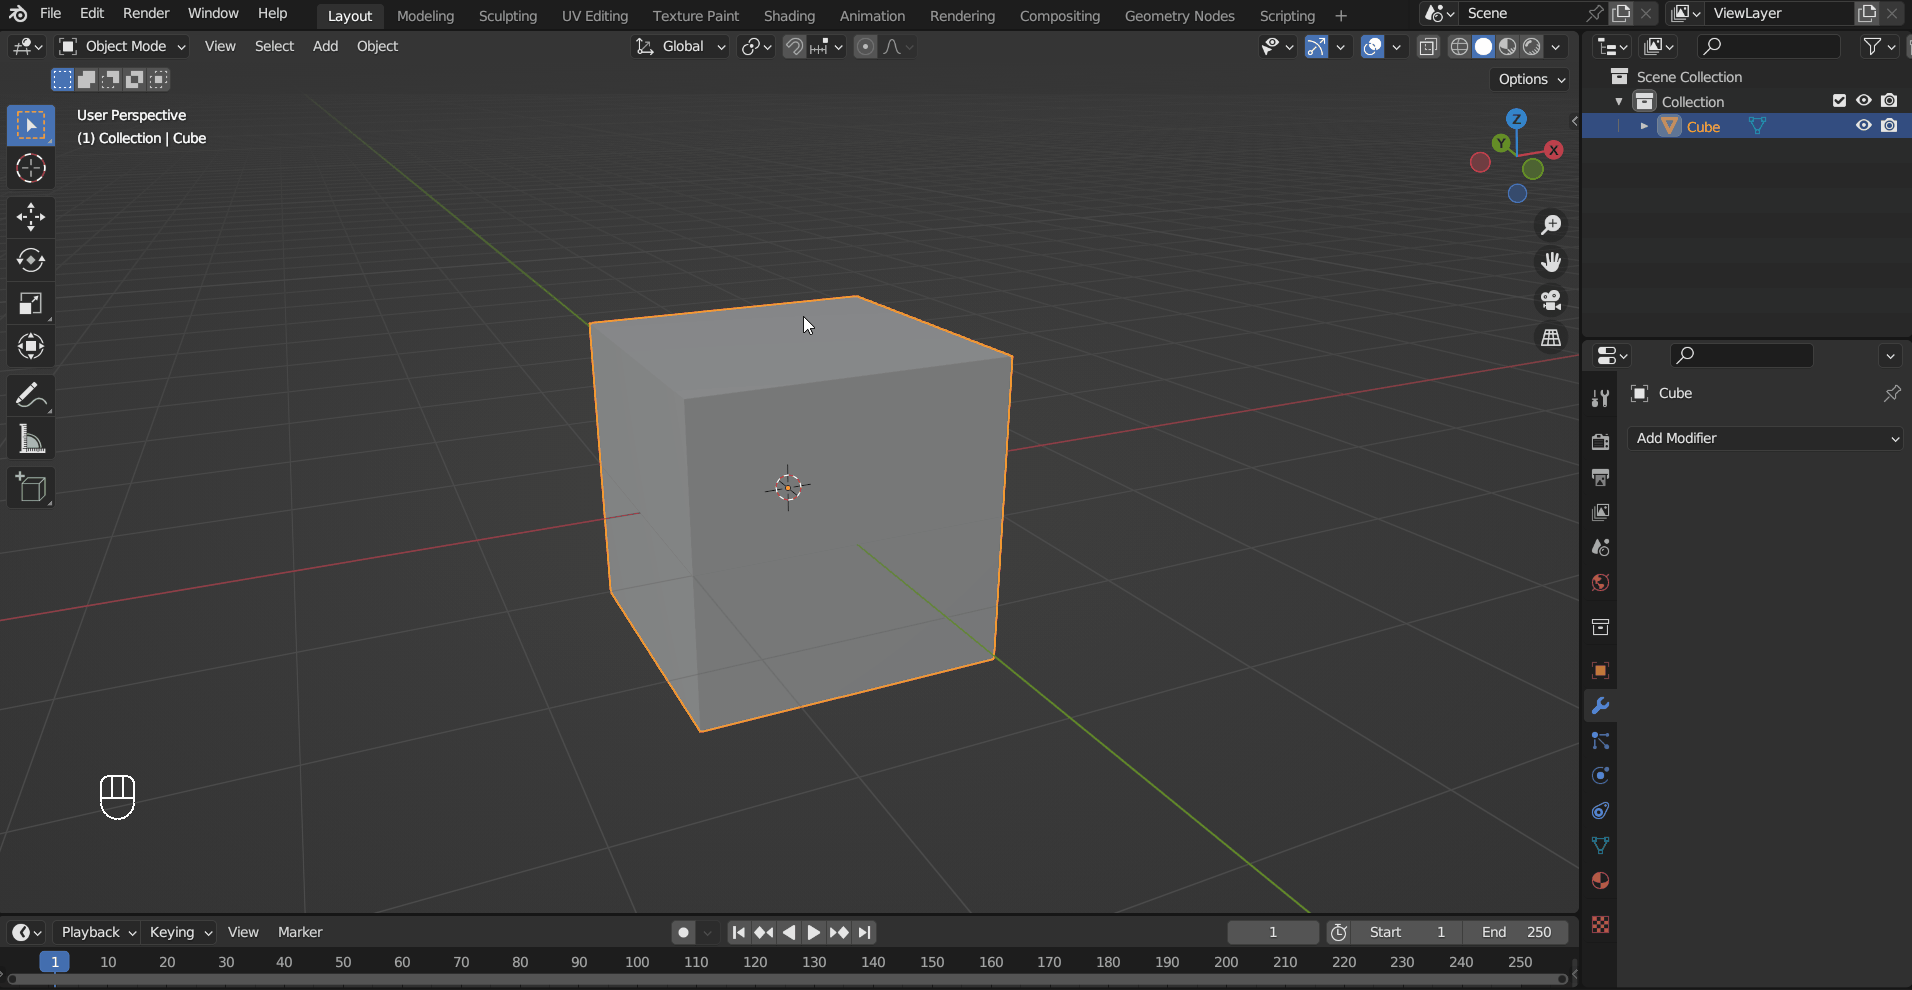 File Edit Render Window Help Layout Modeling Sculpting UV Editing Texture Paint Shading Animation Rendering Compositing Geometry Nodes Scripting + Scene ViewLayer
Object Mode View Select Add Object Global
Options
User Perspective
(1) Collection | Cube
Z
Y
X
Scene Collection
Collection
Cube
Cube
Add Modifier
Playback Keying View Marker 1 Start 1 End 250
1 10 20 30 40 50 60 70 80 90 100 110 120 130 140 150 160 170 180 190 200 210 220 230 240 250